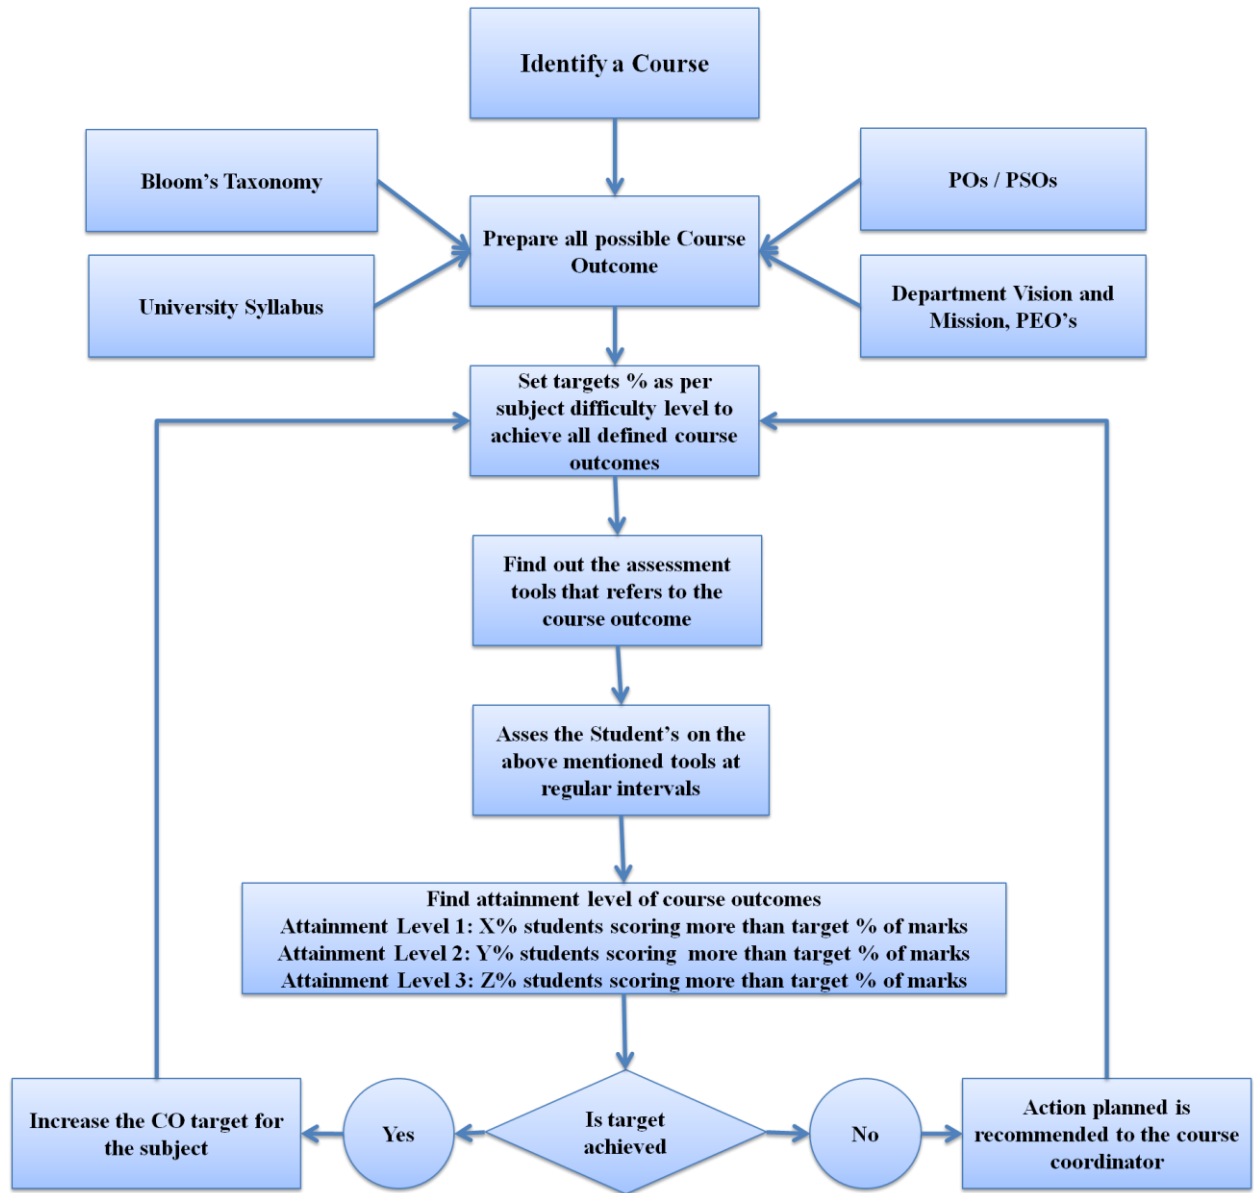 Identify a Course
Bloom's Taxonomy
POs / PSOs
Prepare all possible Course
Outcome
University Syllabus
Department Vision and
Mission, PEO's
Set targets % as per
subject difficulty level to
achieve all defined course
outcomes
Find out the assessment
tools that refers to the
course outcome
Asses the Student's on the
above mentioned tools at
regular intervals
Find attainment level of course outcomes
Attainment Level 1: X% students scoring more than target % of marks
Attainment Level 2: Y% students scoring more than target % of marks
Attainment Level 3: Z% students scoring more than target % of marks
Increase the CO target for
the subject
Yes
Is target
achieved
No
Action planned is
recommended to the course
coordinator